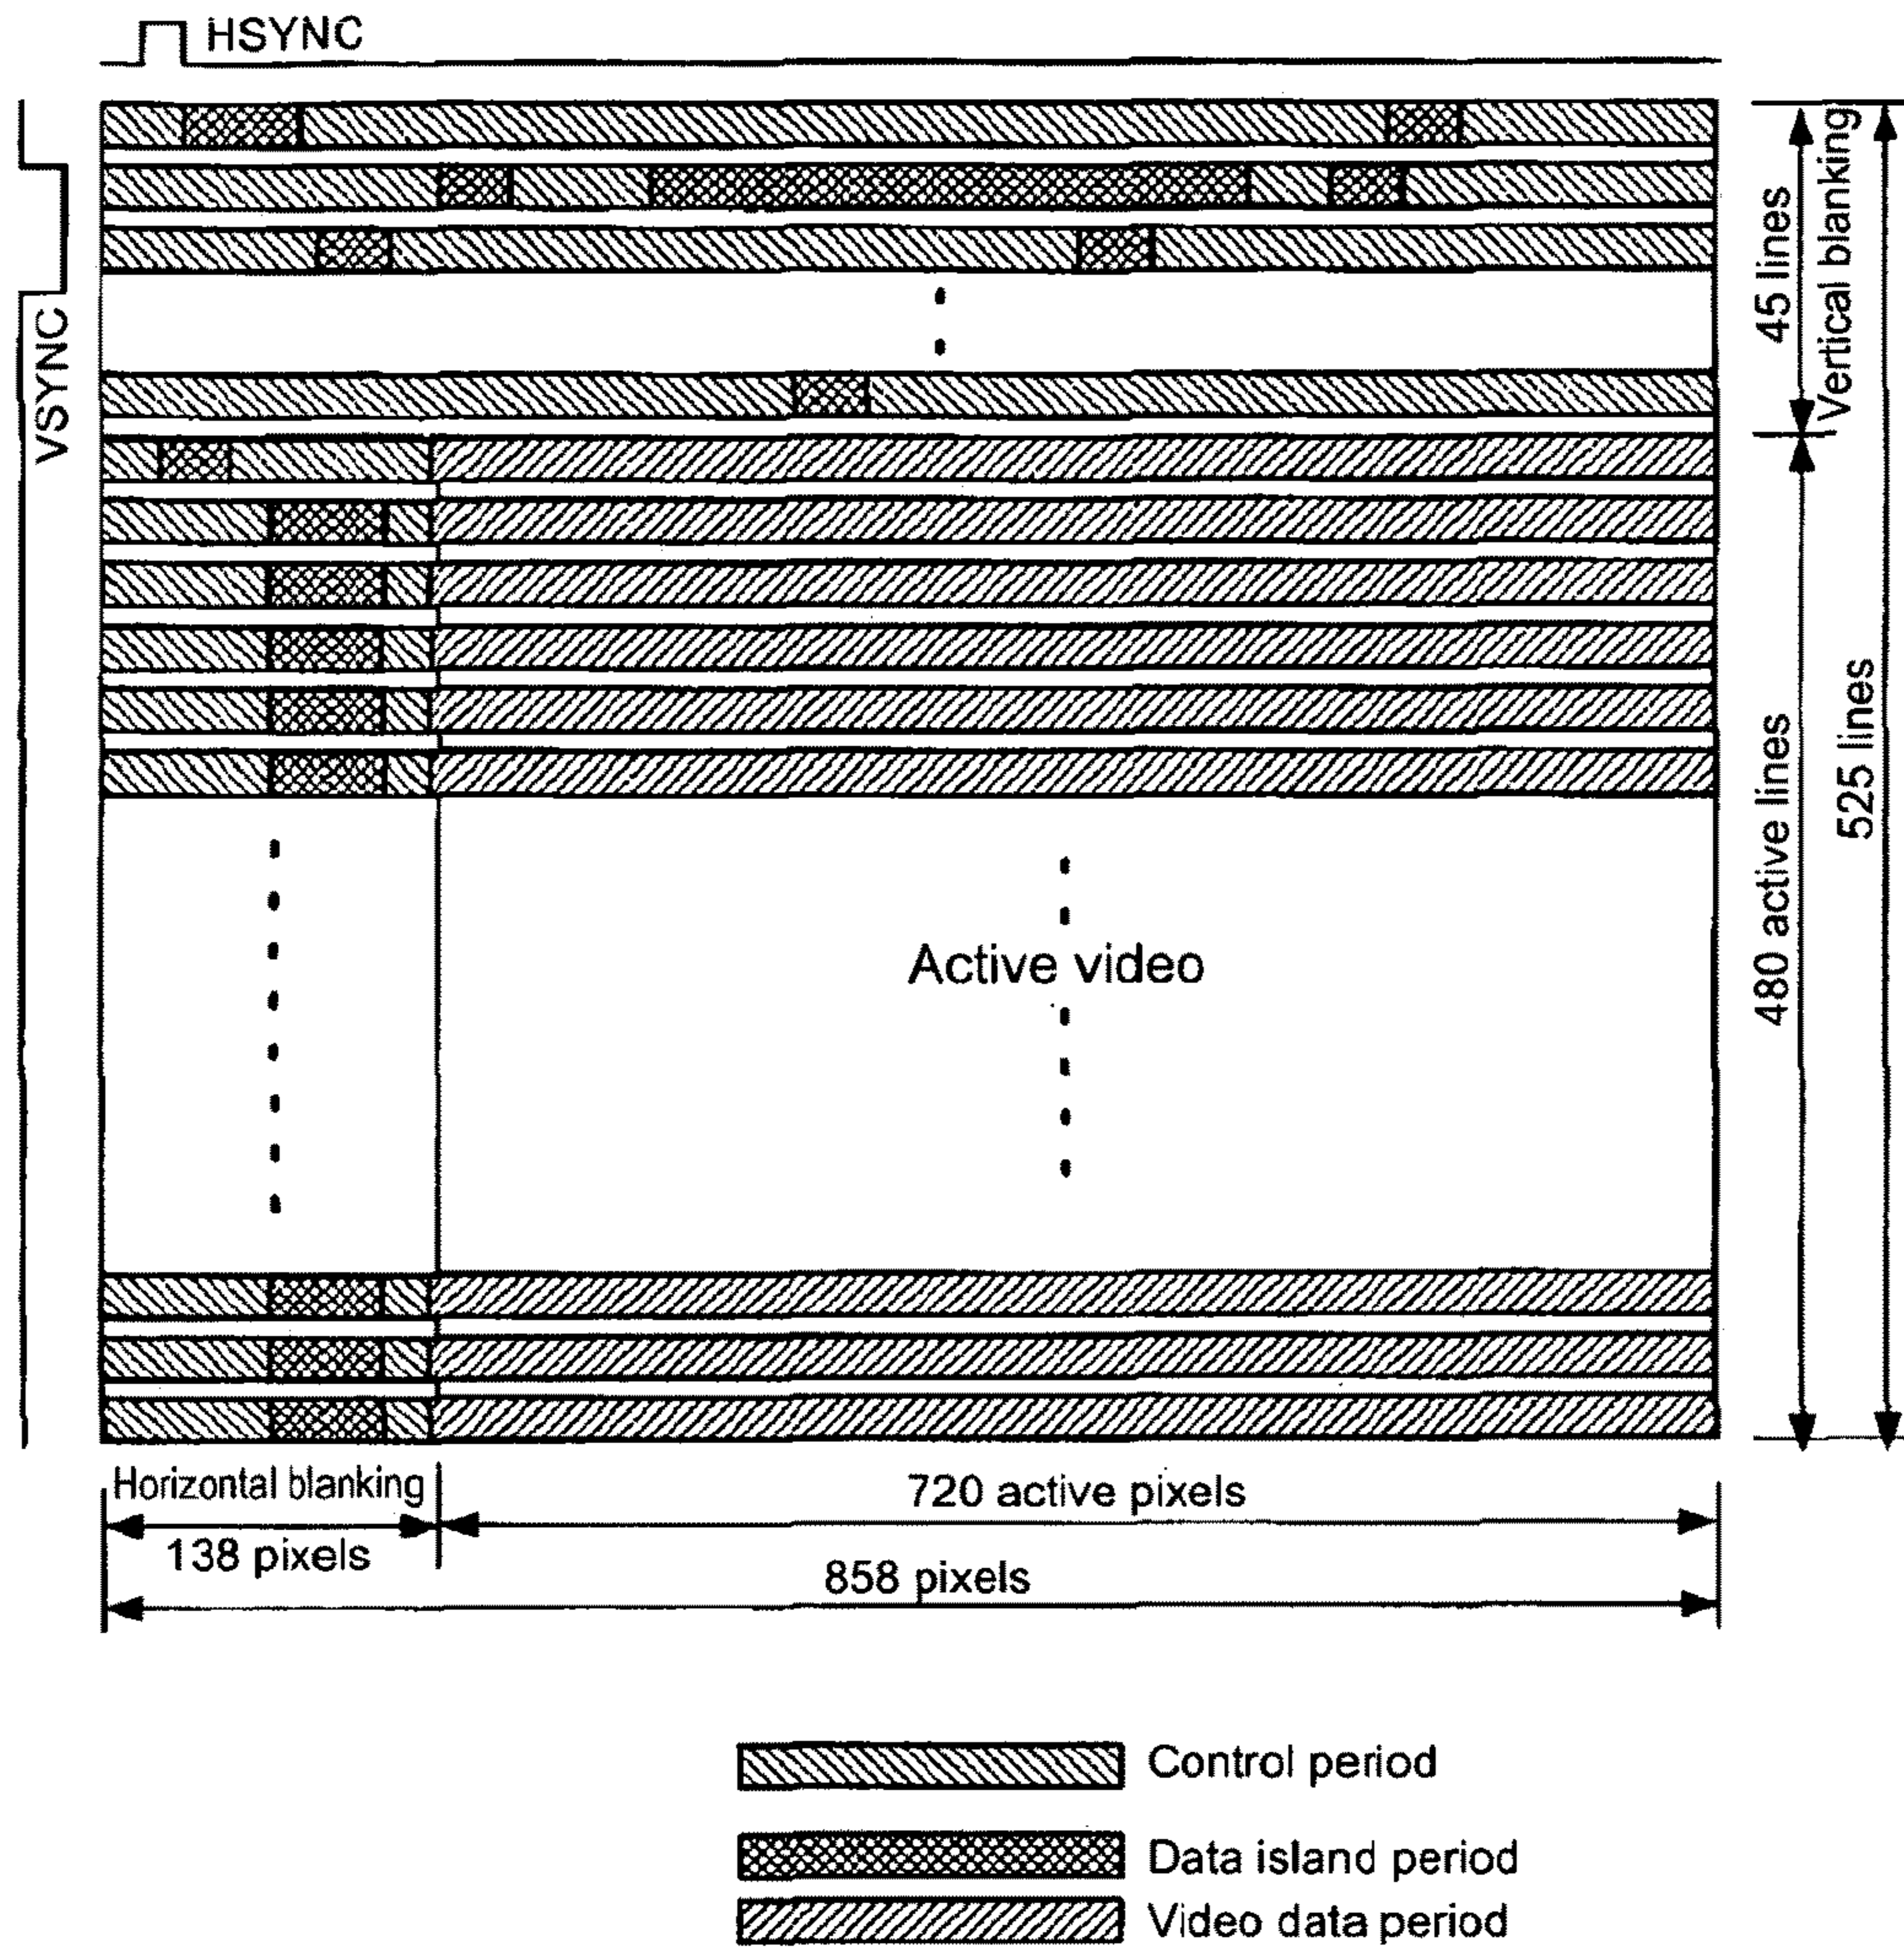 HSYNC
VSYNC
45 lines
Vertical blanking
480 active lines
525 lines
Active video
Horizontal blanking
138 pixels
720 active pixels
858 pixels
Control period
Data island period
Video data period